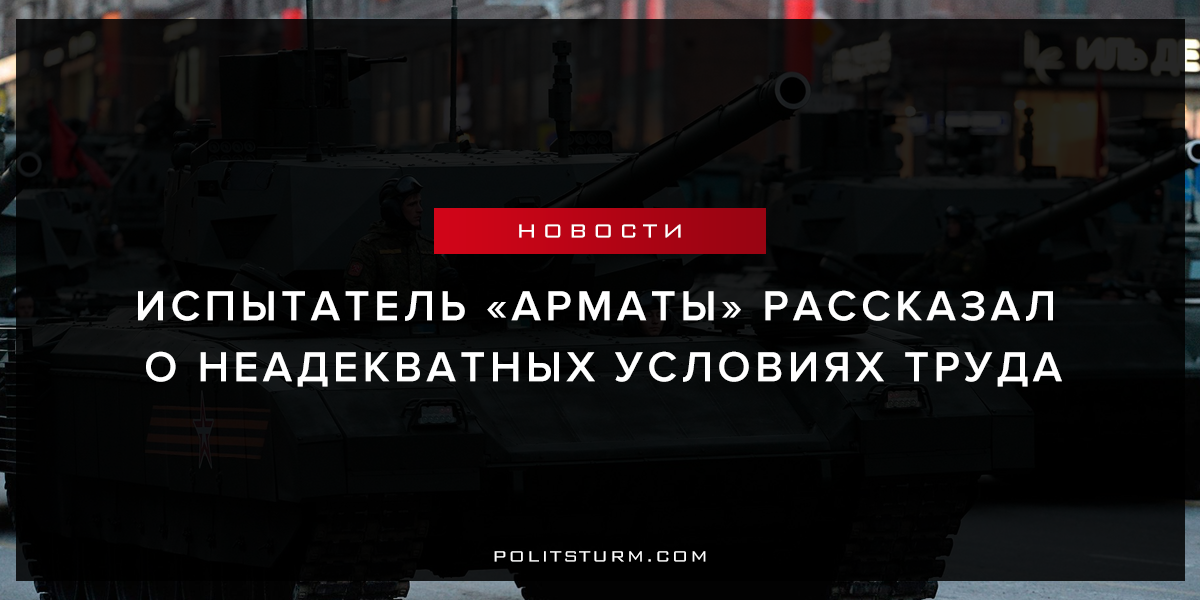 НОВОСТИ
ИСПЫТАТЕЛЬ «АРМАТЫ» РАССКАЗАЛ
О НЕАДЕКВАТНЫХ УСЛОВИЯХ ТРУДА
POLITSTURM.COM